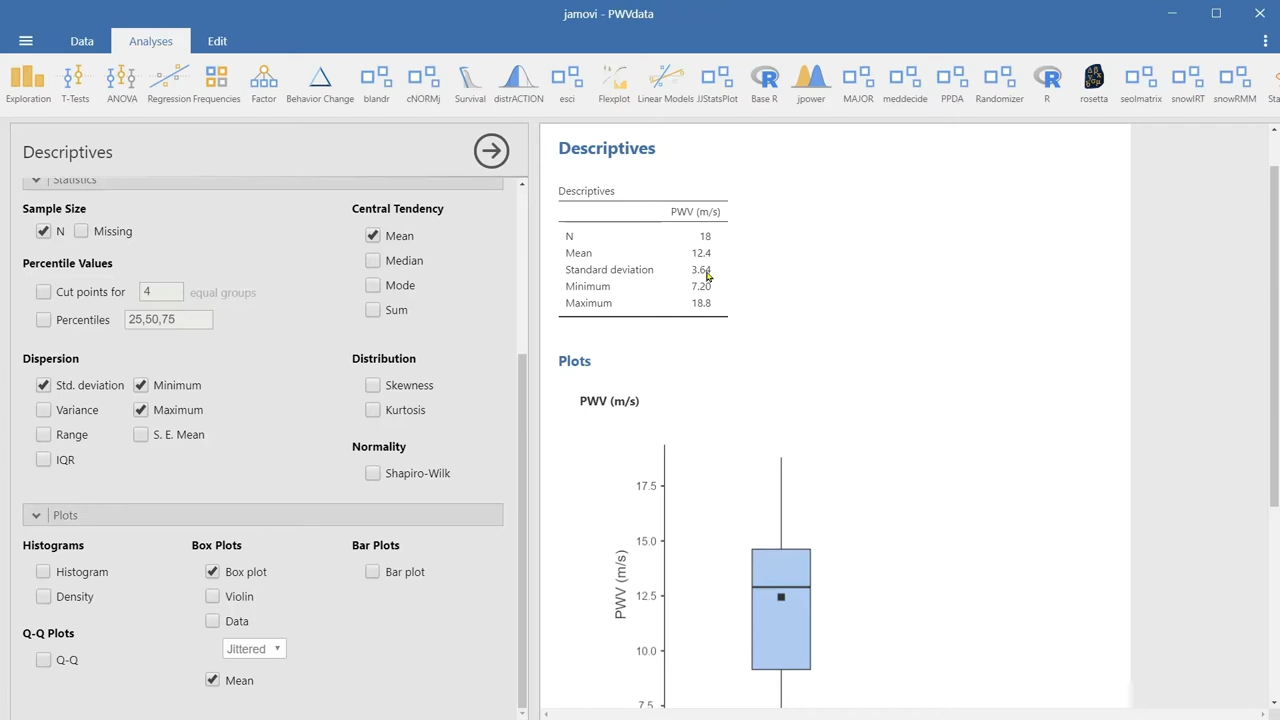 jamovi - PWVdata
Data Analyses Edit
Exploration T-Tests ANOVA Regression Frequencies Factor Behavior Change blandr cNORMj Survival distrACTION esci Flexplot Linear Models JJStatsPlot Base R jpower MAJOR meddecide PPDA Randomizer R rosetta seolmatrix snowIRT snowRMM
Descriptives
Statistics
Sample Size
N Missing
Percentile Values
Cut points for 4 equal groups
Percentiles 25,50,75
Dispersion
Std. deviation Minimum
Variance Maximum
Range S. E. Mean
IQR
Central Tendency
Mean
Median
Mode
Sum
Distribution
Skewness
Kurtosis
Normality
Shapiro-Wilk
Plots
Histograms
Histogram
Density
Q-Q Plots
Q-Q
Box Plots
Box plot
Violin
Data
Jittered
Mean
Bar Plots
Bar plot
Descriptives
Descriptives
PWV (m/s)
N 18
Mean 12.4
Standard deviation 3.64
Minimum 7.20
Maximum 18.8
Plots
PWV (m/s)
17.5
15.0
12.5
10.0
7.5
PWV (m/s)